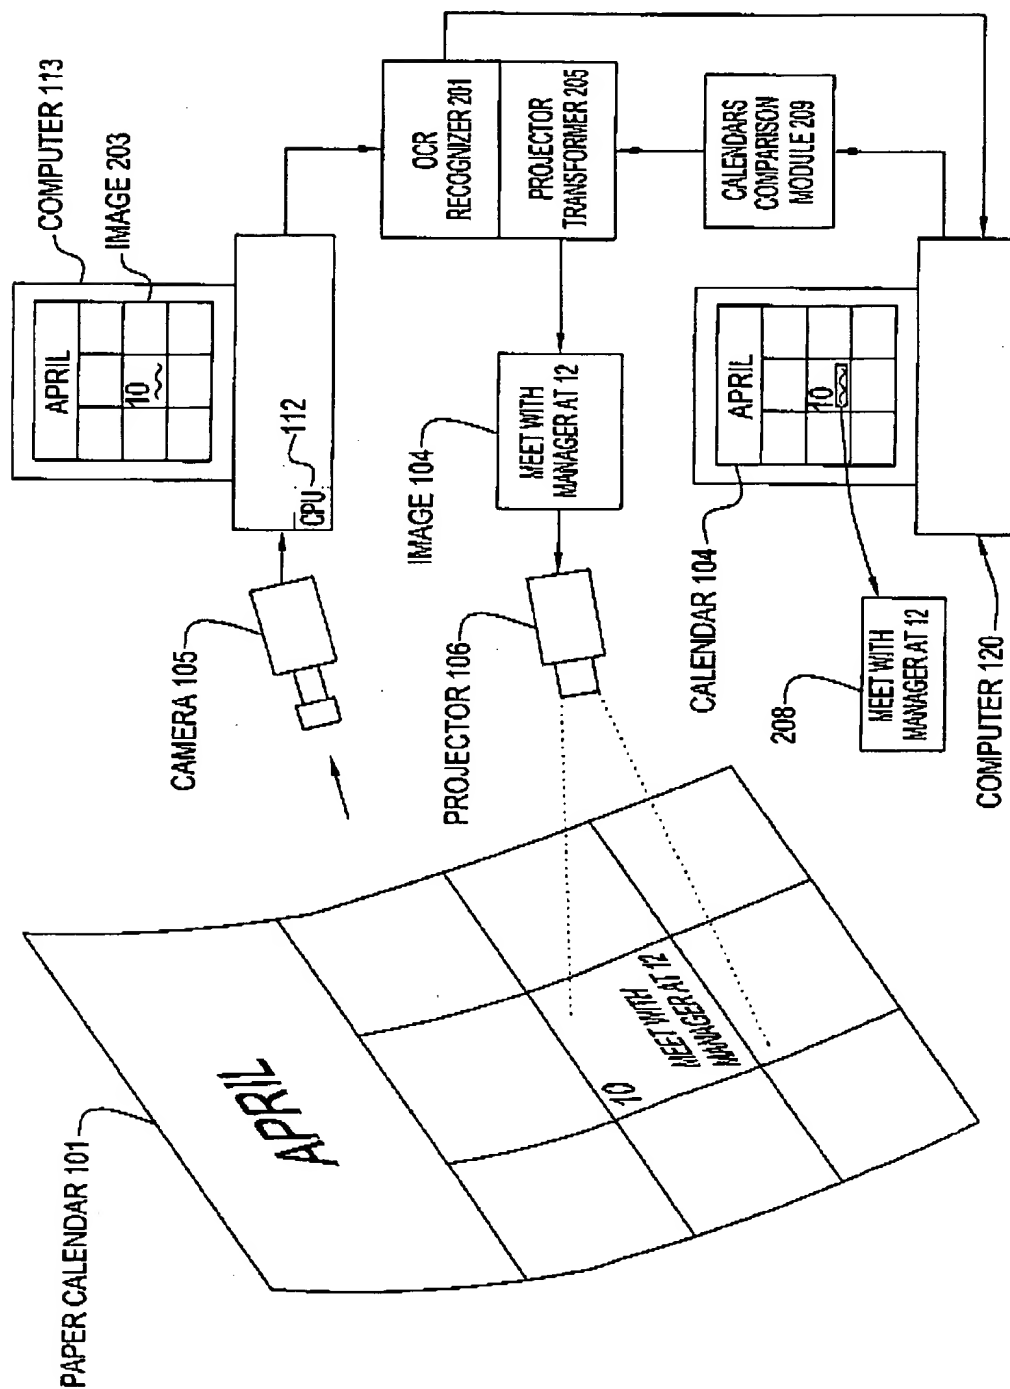 PAPER CALENDAR 101
APRIL
10
MEET WITH
MANAGER AT 12
CAMERA 105
PROJECTOR 106
COMPUTER 113
IMAGE 203
APRIL
10
CPU
112
IMAGE 104
MEET WITH
MANAGER AT 12
OCR
RECOGNIZER 201
PROJECTOR
TRANSFORMER 205
CALENDARS
COMPARISON
MODULE 209
CALENDAR 104
APRIL
10
208
MEET WITH
MANAGER AT 12
COMPUTER 120